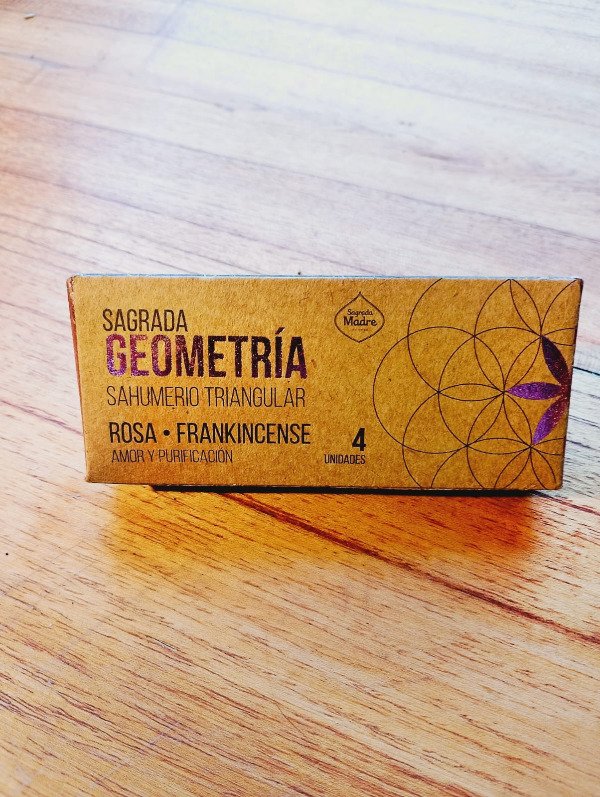 SAGRADA
GEOMETRÍA
SAHUMERIO TRIANGULAR
ROSA • FRANKINCENSE
AMOR Y PURIFICACIÓN
4
UNIDADES
Sagrada
Madre